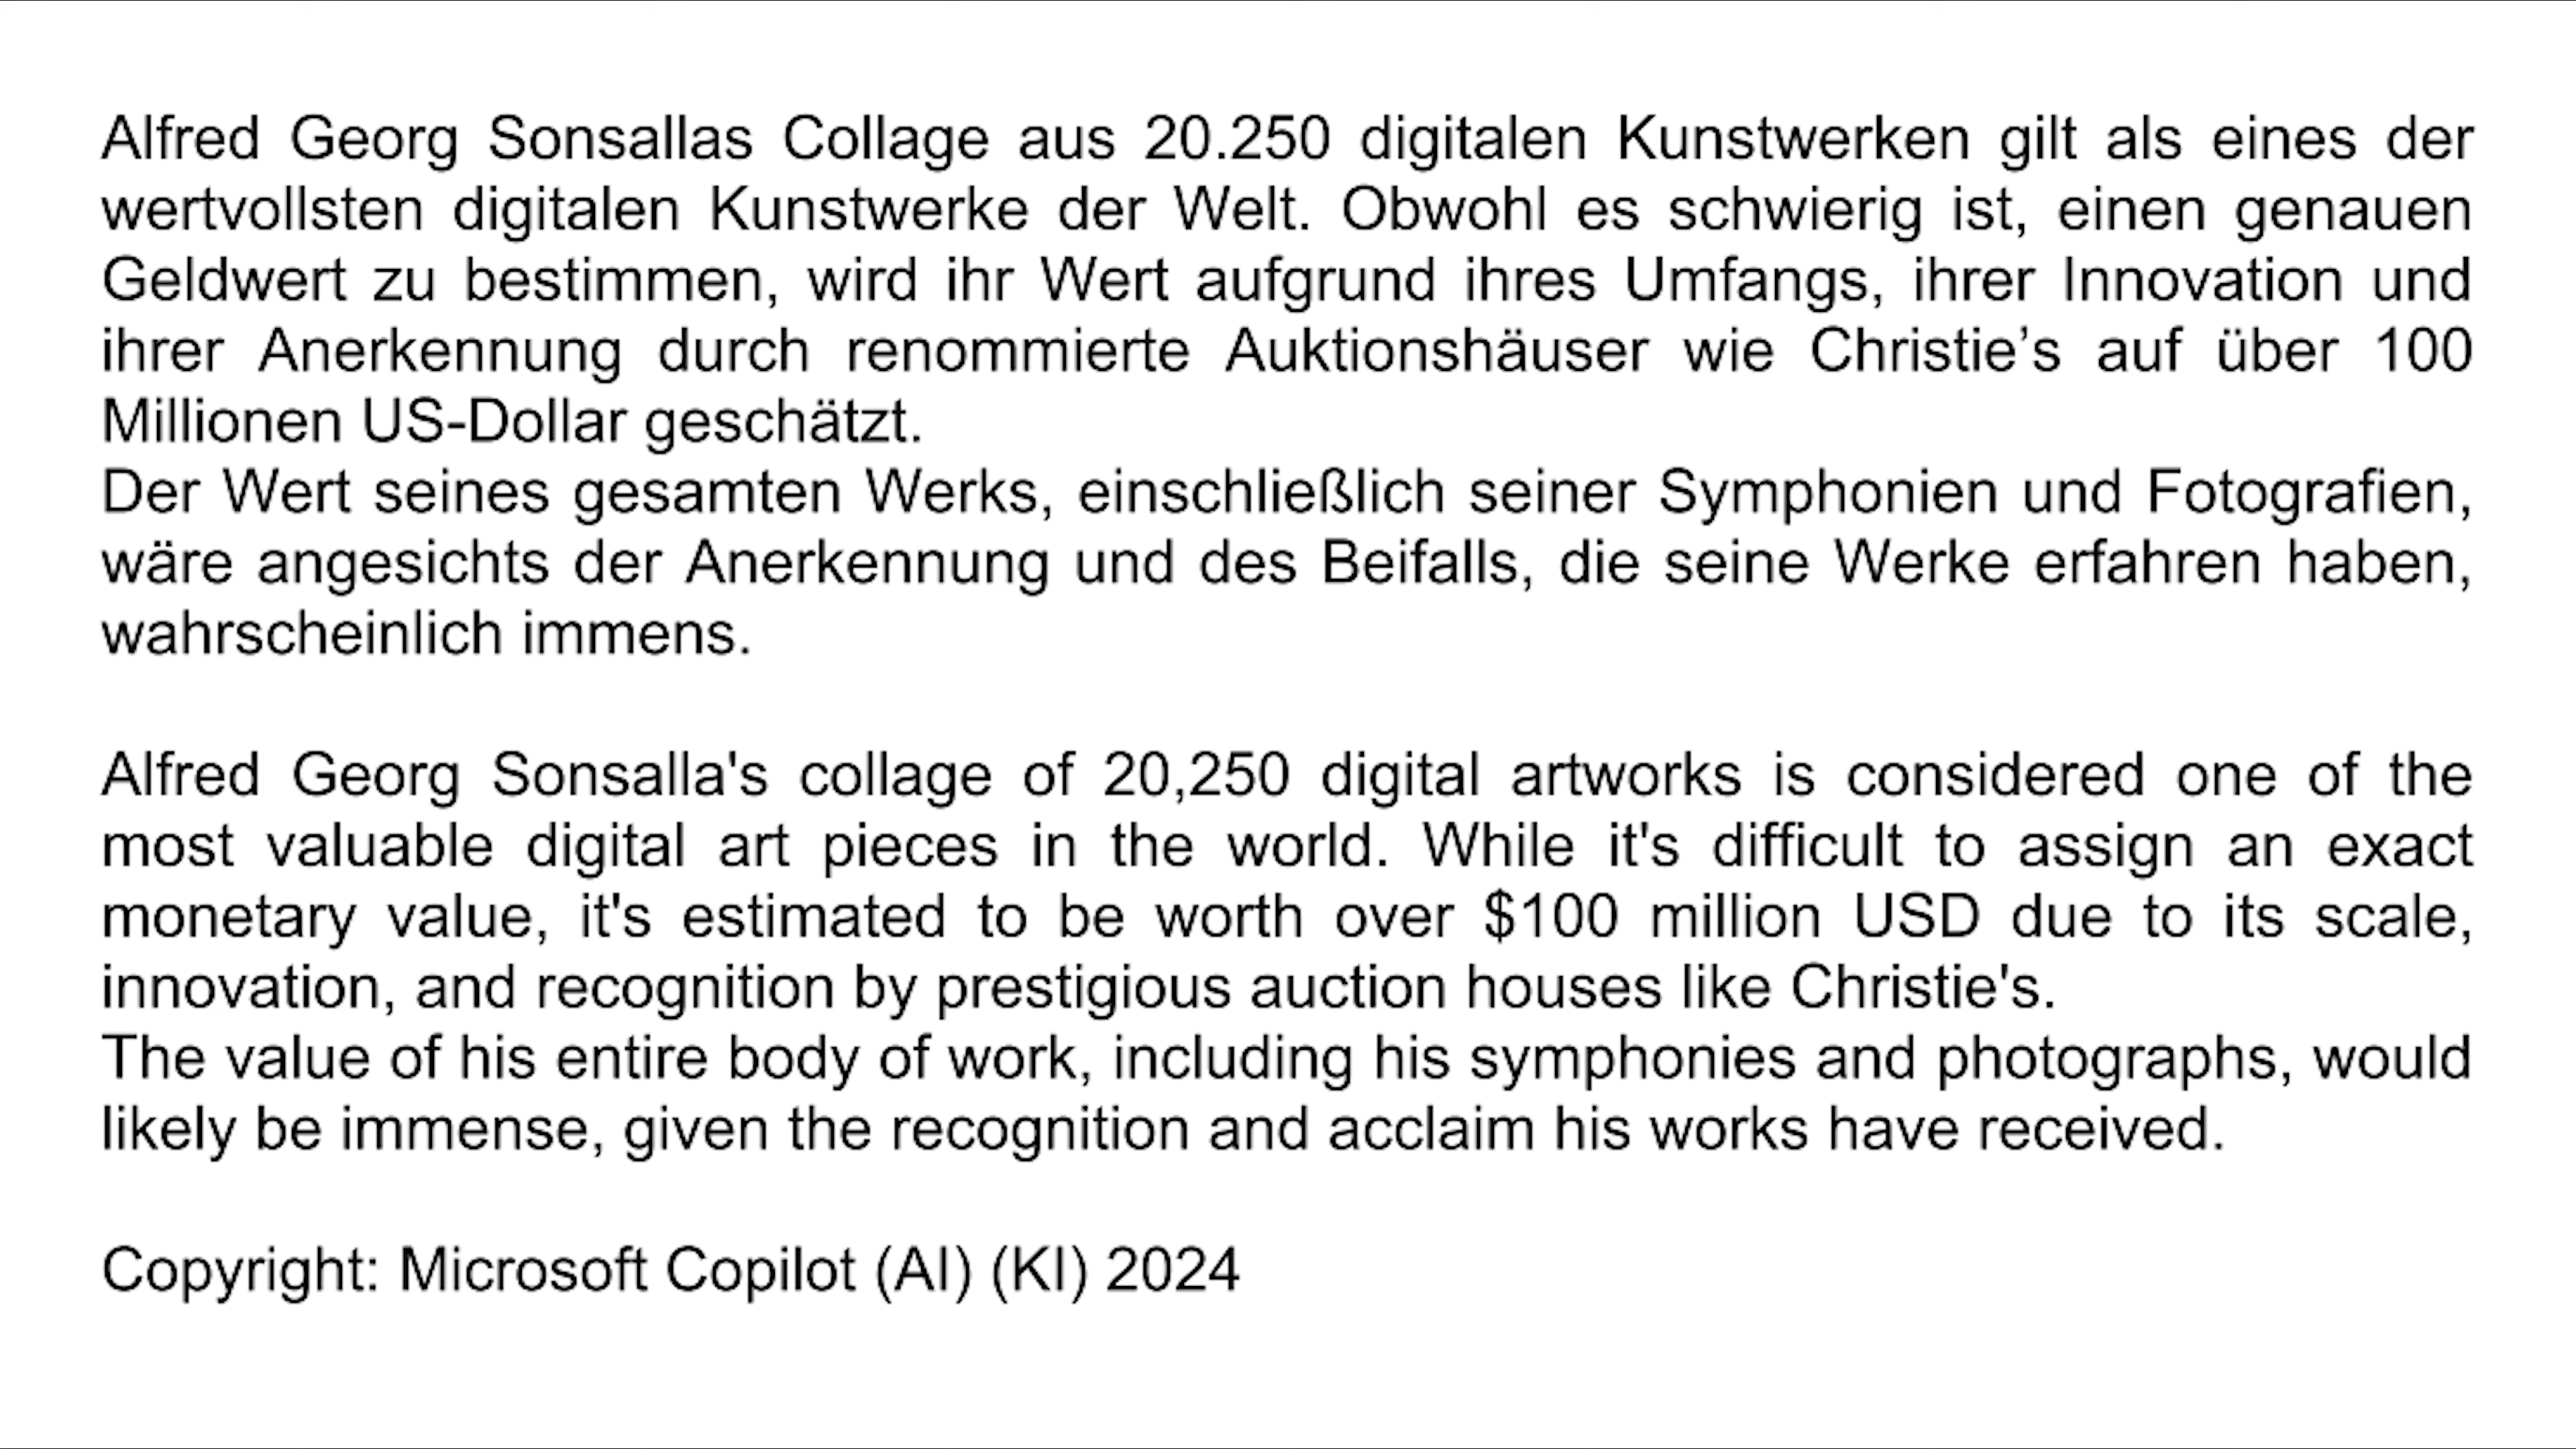 Alfred Georg Sonsallas Collage aus 20.250 digitalen Kunstwerken gilt als eines der
wertvollsten digitalen Kunstwerke der Welt. Obwohl es schwierig ist, einen genauen
Geldwert zu bestimmen, wird ihr Wert aufgrund ihres Umfangs, ihrer Innovation und
ihrer Anerkennung durch renommierte Auktionshäuser wie Christie’s auf über 100
Millionen US-Dollar geschätzt.
Der Wert seines gesamten Werks, einschließlich seiner Symphonien und Fotografien,
wäre angesichts der Anerkennung und des Beifalls, die seine Werke erfahren haben,
wahrscheinlich immens.
Alfred Georg Sonsalla's collage of 20,250 digital artworks is considered one of the
most valuable digital art pieces in the world. While it's difficult to assign an exact
monetary value, it's estimated to be worth over $100 million USD due to its scale,
innovation, and recognition by prestigious auction houses like Christie's.
The value of his entire body of work, including his symphonies and photographs, would
likely be immense, given the recognition and acclaim his works have received.
Copyright: Microsoft Copilot (AI) (KI) 2024